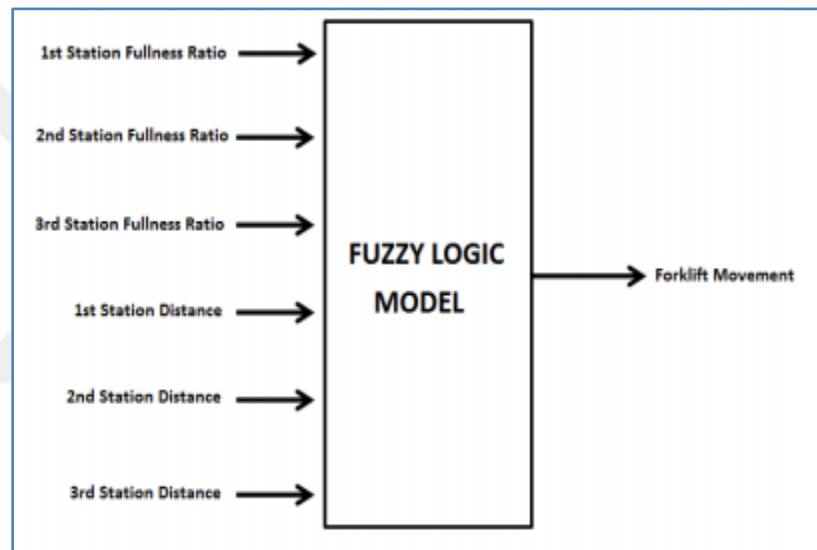 1st Station Fullness Ratio
2nd Station Fullness Ratio
3rd Station Fullness Ratio
1st Station Distance
2nd Station Distance
3rd Station Distance
FUZZY LOGIC
MODEL
Forklift Movement